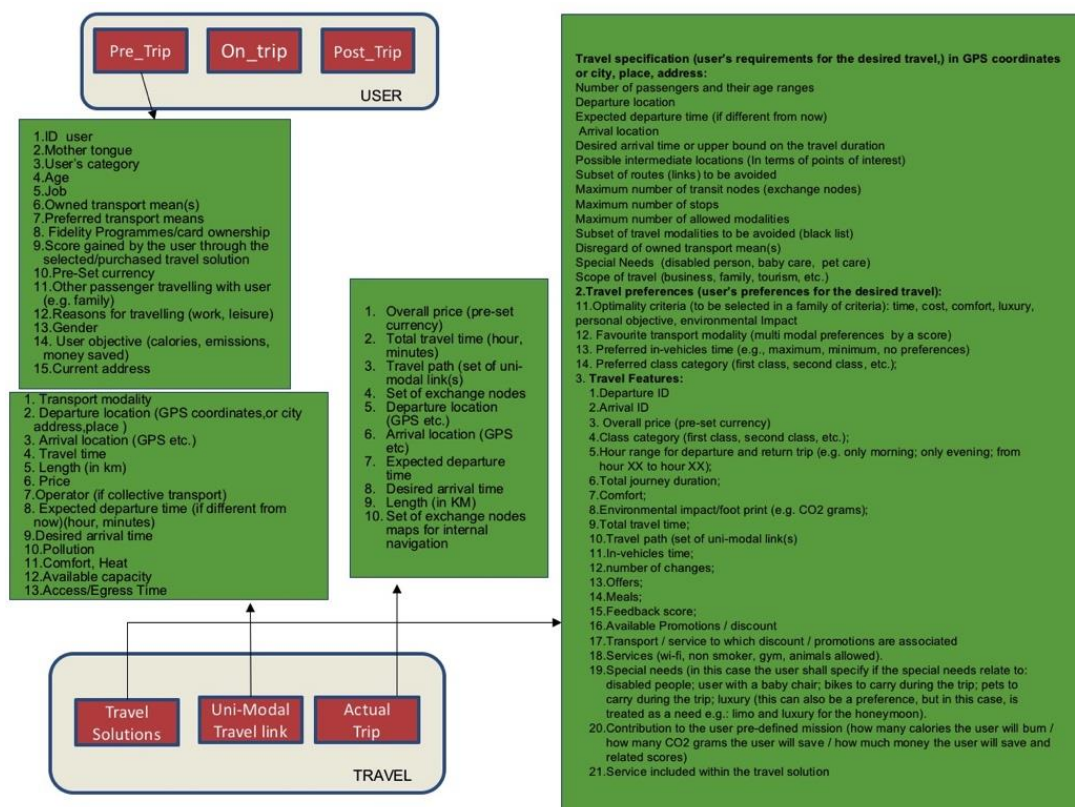 Pre_Trip
On_trip
Post_Trip
USER
1.ID user
2.Mother tongue
3.User's category
4.Age
5.Job
6.Owned transport mean(s)
7.Preferred transport means
8. Fidelity Programmes/card ownership
9.Score gained by the user through the
selected/purchased travel solution
10.Pre-Set currency
11.Other passenger travelling with user
(e.g. family)
12.Reasons for travelling (work, leisure)
13.Gender
14. User objective (calories, emissions,
money saved)
15.Current address
1. Transport modality
2. Departure location (GPS coordinates,or city
address,place )
3. Arrival location (GPS etc.)
4. Travel time
5. Length (in km)
6. Price
7.Operator (if collective transport)
8. Expected departure time (if different from
now)(hour, minutes)
9.Desired arrival time
10.Pollution
11.Comfort, Heat
12.Available capacity
13.Access/Egress Time
1. Overall price (pre-set
currency)
2. Total travel time (hour,
minutes)
3. Travel path (set of uni-
modal link(s)
4. Set of exchange nodes
5. Departure location
(GPS etc.)
6. Arrival location (GPS
etc)
7. Expected departure
time
8. Desired arrival time
9. Length (in KM)
10. Set of exchange nodes
maps for internal
navigation
Travel Solutions
Uni-Modal Travel link
Actual Trip
TRAVEL
Travel specification (user's requirements for the desired travel,) in GPS coordinates
or city, place, address:
Number of passengers and their age ranges
Departure location
Expected departure time (if different from now)
Arrival location
Desired arrival time or upper bound on the travel duration
Possible intermediate locations (In terms of points of interest)
Subset of routes (links) to be avoided
Maximum number of transit nodes (exchange nodes)
Maximum number of stops
Maximum number of allowed modalities
Subset of travel modalities to be avoided (black list)
Disregard of owned transport mean(s)
Special Needs (disabled person, baby care, pet care)
Scope of travel (business, family, tourism, etc.)
2.Travel preferences (user's preferences for the desired travel):
11.Optimality criteria (to be selected in a family of criteria): time, cost, comfort, luxury,
personal objective, environmental Impact
12. Favourite transport modality (multi modal preferences by a score)
13. Preferred in-vehicles time (e.g., maximum, minimum, no preferences)
14. Preferred class category (first class, second class, etc.);
3. Travel Features:
1.Departure ID
2.Arrival ID
3. Overall price (pre-set currency)
4.Class category (first class, second class, etc.);
5.Hour range for departure and return trip (e.g. only morning; only evening; from
hour XX to hour XX);
6.Total journey duration;
7.Comfort;
8.Environmental impact/foot print (e.g. CO2 grams);
9.Total travel time;
10.Travel path (set of uni-modal link(s)
11.In-vehicles time;
12.number of changes;
13.Offers;
14.Meals;
15.Feedback score;
16.Available Promotions / discount
17.Transport / service to which discount / promotions are associated
18.Services (wi-fi, non smoker, gym, animals allowed).
19.Special needs (in this case the user shall specify if the special needs relate to:
disabled people; user with a baby chair; bikes to carry during the trip; pets to
carry during the trip; luxury (this can also be a preference, but in this case, is
treated as a need e.g.: limo and luxury for the honeymoon).
20.Contribution to the user pre-defined mission (how many calories the user will burn /
how many CO2 grams the user will save / how much money the user will save and
related scores)
21.Service included within the travel solution